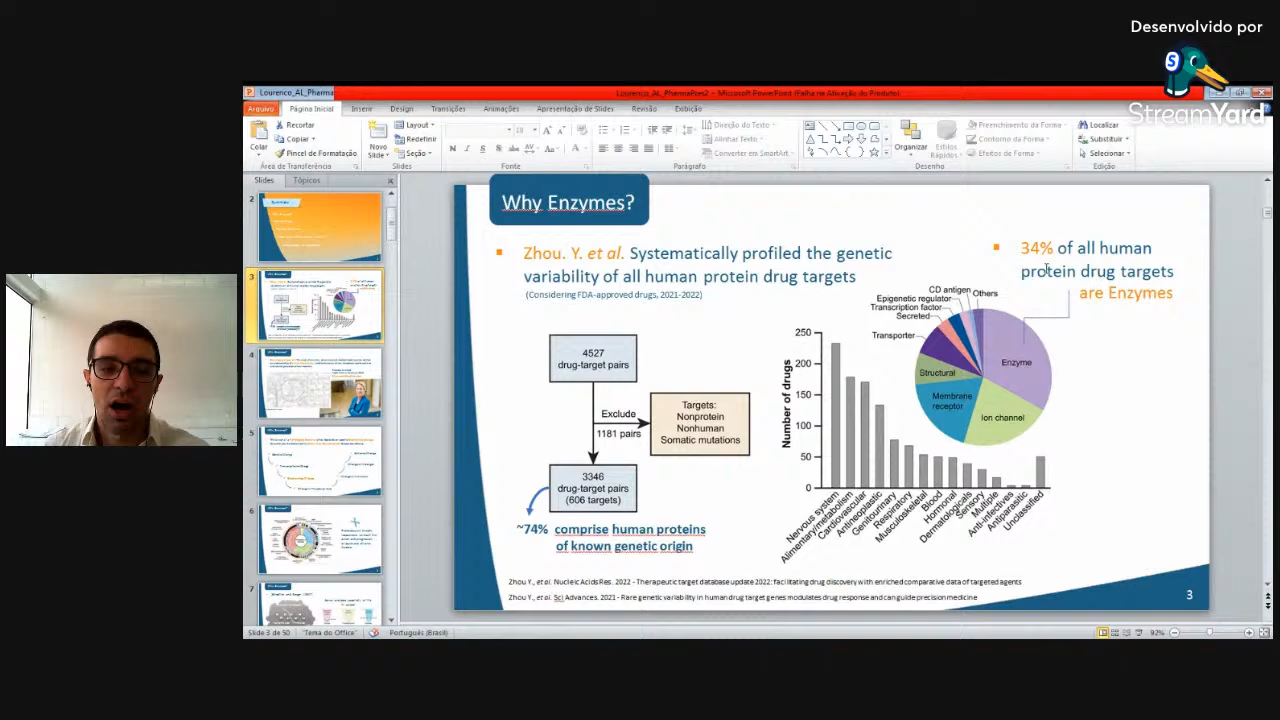 Desenvolvido por
StreamYard
Lourenco_AL_Pharma
Lourenco_AL_PharmaPres2 - Microsoft PowerPoint (Falha na Ativação do Produto)
Arquivo Página Inicial Inserir Design Transições Animações Apresentação de Slides Revisão Exibição
Colar
Recortar
Copiar
Pincel de Formatação
Área de Transferência
Novo Slide
Layout
Redefinir
Seção
Slides
Fonte
Direção do Texto
Alinhar Texto
Converter em SmartArt
Parágrafo
Organizar
Estilos Rápidos
Preenchimento da Forma
Contorno da Forma
Efeitos de Forma
Desenho
Localizar
Substituir
Selecionar
Edição
Slides Tópicos
2
3
4
5
6
7
Why Enzymes?
Zhou. Y. et al. Systematically profiled the genetic
variability of all human protein drug targets
(Considering FDA-approved drugs, 2021-2022)
34% of all human
protein drug targets
are Enzymes
4527
drug-target pairs
Exclude
1181 pairs
Targets:
Nonprotein
Nonhuman
Somatic mutations
3346
drug-target pairs
(606 targets)
~74% comprise human proteins
of known genetic origin
CD antigen
Others
Epigenetic regulator
Transcription factor
Secreted
Transporter
Structural
Membrane
receptor
Enzyme
Ion channel
Number of drugs
250
200
150
100
50
0
Nervous system
Alimentary/metabolism
Cardiovascular
Antineoplastic
Genitourinary
Respiratory
Musculoskeletal
Blood
Hormonal
Dermatologicals
Sensory
Multiple
Anti-infectives
Antiparasitic
Unclassified
Zhou Y., et al. Nucleic Acids Res. 2022 - Therapeutic target database update 2022: facilitating drug discovery with enriched comparative data of targeted agents
Zhou Y., et al. Sci Advances. 2021 - Rare genetic variability in human drug target genes modulates drug response and can guide precision medicine
3
Slide 3 de 50 "Tema do Office" Português (Brasil)
92%